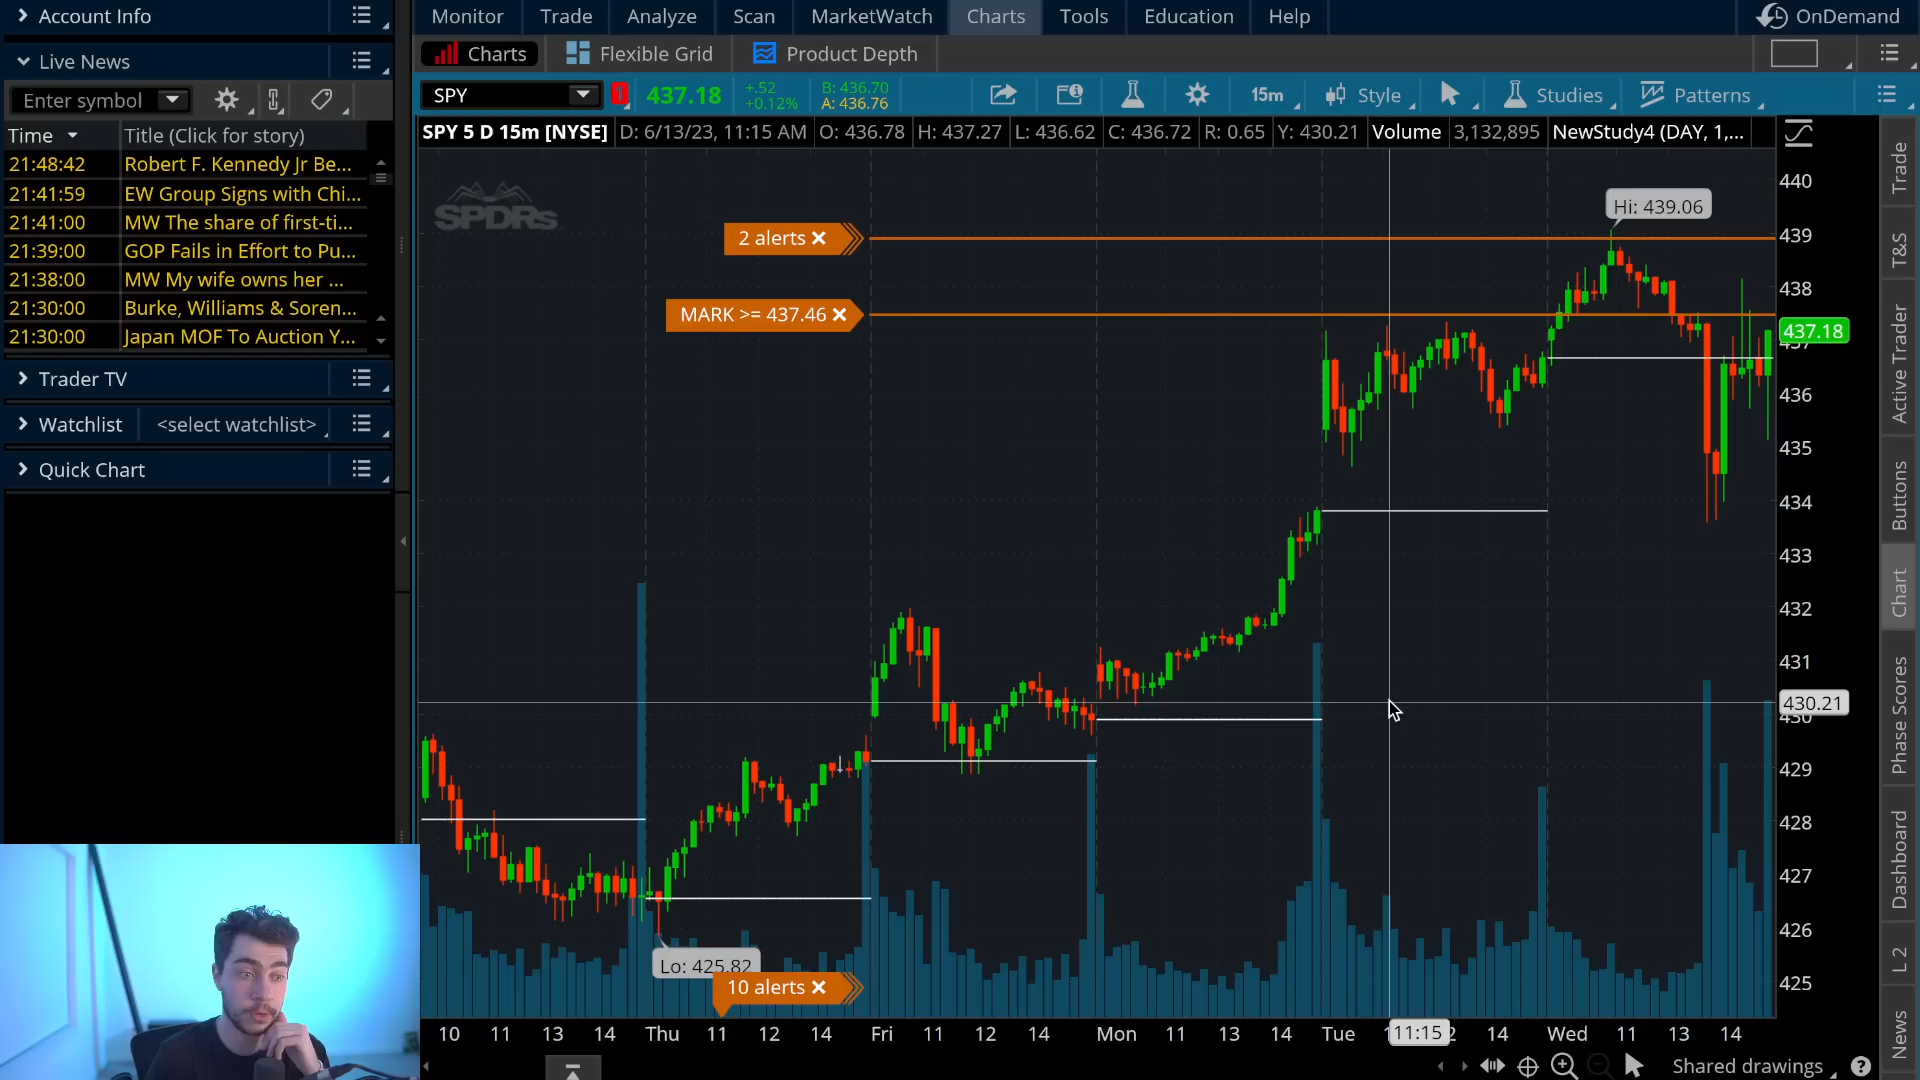 Account Info
Monitor
Trade
Analyze
Scan
MarketWatch
Charts
Tools
Education
Help
OnDemand
Live News
Charts
Flexible Grid
Product Depth
Enter symbol
SPY
1
437.18
+.52
+0.12%
B: 436.70
A: 436.76
15m
Style
Studies
Patterns
Time
Title (Click for story)
SPY 5 D 15m [NYSE]
D: 6/13/23, 11:15 AM
O: 436.78
H: 437.27
L: 436.62
C: 436.72
R: 0.65
Y: 430.21
Volume
3,132,895
NewStudy4 (DAY, 1,...
21:48:42 Robert F. Kennedy Jr Be...
21:41:59 EW Group Signs with Chi...
21:41:00 MW The share of first-ti...
21:39:00 GOP Fails in Effort to Pu...
21:38:00 MW My wife owns her ...
21:30:00 Burke, Williams & Soren...
21:30:00 Japan MOF To Auction Y...
Trader TV
Watchlist
<select watchlist>
Quick Chart
SPDRs
2 alerts
MARK >= 437.46
Hi: 439.06
Lo: 425.82
10 alerts
440
439
438
437.18
436
435
434
433
432
431
430.21
430
429
428
427
426
425
10 11 13 14 Thu 11 12 14 Fri 11 12 14 Mon 11 13 14 Tue 11:15 14 Wed 11 13 14
Shared drawings
Trade
T&S
Active Trader
Buttons
Chart
Phase Scores
Dashboard
L 2
News